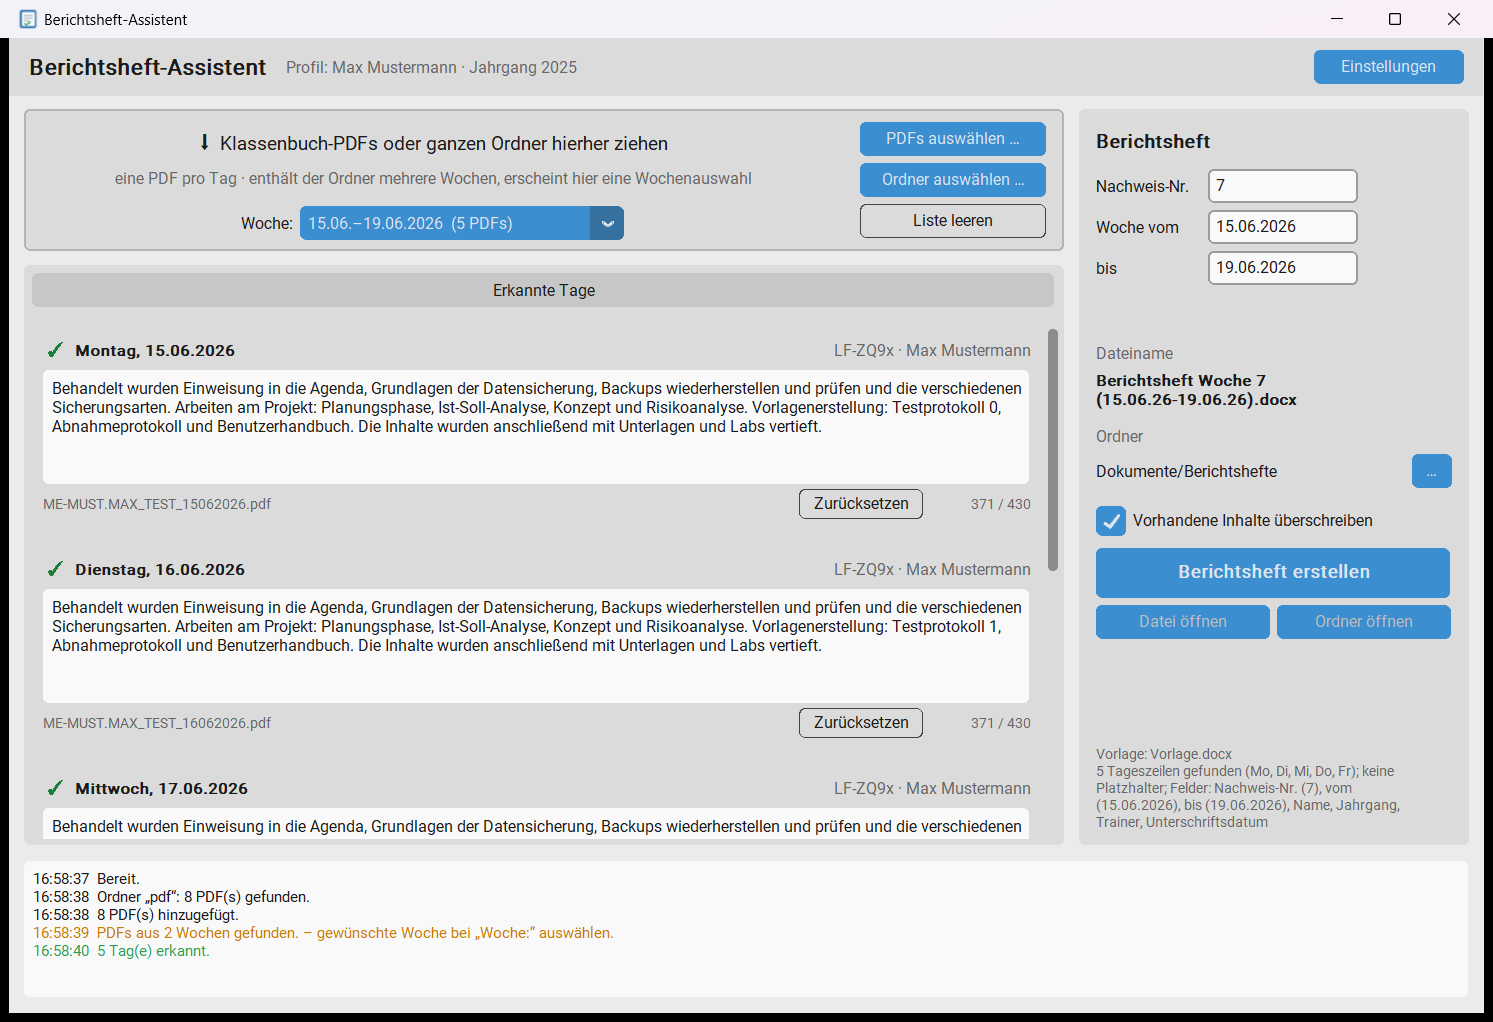 Berichtsheft-Assistent
Berichtsheft-Assistent
Profil: Max Mustermann · Jahrgang 2025
Einstellungen
⭣ Klassenbuch-PDFs oder ganzen Ordner hierher ziehen
eine PDF pro Tag · enthält der Ordner mehrere Wochen, erscheint hier eine Wochenauswahl
Woche: 15.06.–19.06.2026 (5 PDFs)
PDFs auswählen ...
Ordner auswählen ...
Liste leeren
Erkannte Tage
✓ Montag, 15.06.2026
LF-ZQ9x · Max Mustermann
Behandelt wurden Einweisung in die Agenda, Grundlagen der Datensicherung, Backups wiederherstellen und prüfen und die verschiedenen
Sicherungsarten. Arbeiten am Projekt: Planungsphase, Ist-Soll-Analyse, Konzept und Risikoanalyse. Vorlagenerstellung: Testprotokoll 0,
Abnahmeprotokoll und Benutzerhandbuch. Die Inhalte wurden anschließend mit Unterlagen und Labs vertieft.
ME-MUST.MAX_TEST_15062026.pdf
Zurücksetzen
371 / 430
✓ Dienstag, 16.06.2026
LF-ZQ9x · Max Mustermann
Behandelt wurden Einweisung in die Agenda, Grundlagen der Datensicherung, Backups wiederherstellen und prüfen und die verschiedenen
Sicherungsarten. Arbeiten am Projekt: Planungsphase, Ist-Soll-Analyse, Konzept und Risikoanalyse. Vorlagenerstellung: Testprotokoll 1,
Abnahmeprotokoll und Benutzerhandbuch. Die Inhalte wurden anschließend mit Unterlagen und Labs vertieft.
ME-MUST.MAX_TEST_16062026.pdf
Zurücksetzen
371 / 430
✓ Mittwoch, 17.06.2026
LF-ZQ9x · Max Mustermann
Behandelt wurden Einweisung in die Agenda, Grundlagen der Datensicherung, Backups wiederherstellen und prüfen und die verschiedenen
Berichtsheft
Nachweis-Nr. 7
Woche vom 15.06.2026
bis 19.06.2026
Dateiname
Berichtsheft Woche 7
(15.06.26-19.06.26).docx
Ordner
Dokumente/Berichtshefte
...
Vorhandene Inhalte überschreiben
Berichtsheft erstellen
Datei öffnen
Ordner öffnen
Vorlage: Vorlage.docx
5 Tageszeilen gefunden (Mo, Di, Mi, Do, Fr); keine
Platzhalter; Felder: Nachweis-Nr. (7), vom
(15.06.2026), bis (19.06.2026), Name, Jahrgang,
Trainer, Unterschriftsdatum
16:58:37 Bereit.
16:58:38 Ordner „pdf“: 8 PDF(s) gefunden.
16:58:38 8 PDF(s) hinzugefügt.
16:58:39 PDFs aus 2 Wochen gefunden. – gewünschte Woche bei „Woche:“ auswählen.
16:58:40 5 Tag(e) erkannt.